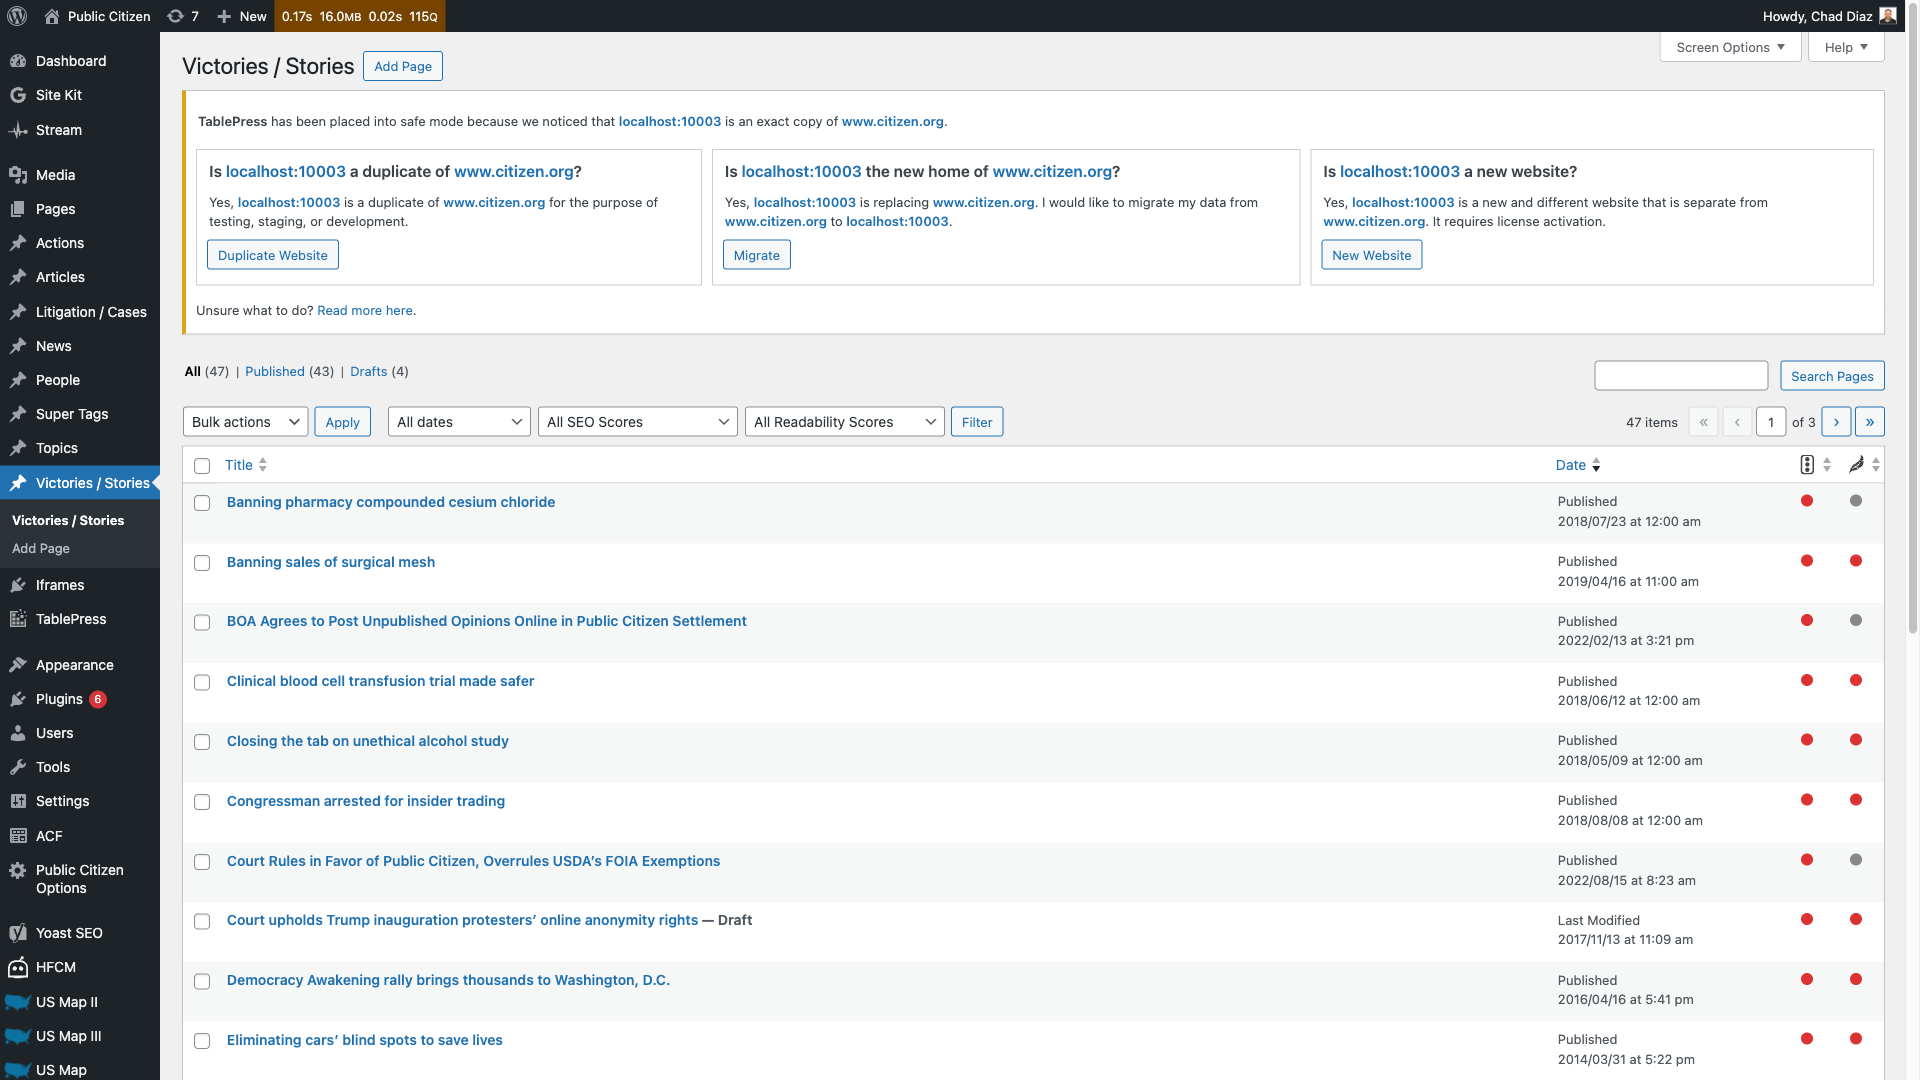 Public Citizen 7 New 0.17s 16.0MB 0.02s 115Q Howdy, Chad Diaz
Dashboard
Site Kit
Stream
Media
Pages
Actions
Articles
Litigation / Cases
News
People
Super Tags
Topics
Victories / Stories
Victories / Stories
Add Page
Iframes
TablePress
Appearance
Plugins 6
Users
Tools
Settings
ACF
Public Citizen
Options
Yoast SEO
HFCM
US Map II
US Map III
US Map
Screen Options Help
Victories / Stories Add Page
TablePress has been placed into safe mode because we noticed that localhost:10003 is an exact copy of www.citizen.org.
Is localhost:10003 a duplicate of www.citizen.org?
Yes, localhost:10003 is a duplicate of www.citizen.org for the purpose of
testing, staging, or development.
Duplicate Website
Is localhost:10003 the new home of www.citizen.org?
Yes, localhost:10003 is replacing www.citizen.org. I would like to migrate my data from
www.citizen.org to localhost:10003.
Migrate
Is localhost:10003 a new website?
Yes, localhost:10003 is a new and different website that is separate from
www.citizen.org. It requires license activation.
New Website
Unsure what to do? Read more here.
All (47) | Published (43) | Drafts (4)
Search Pages
Bulk actions Apply All dates All SEO Scores All Readability Scores Filter 47 items « ‹ 1 of 3 › »
Title Date
Banning pharmacy compounded cesium chloride Published
2018/07/23 at 12:00 am
Banning sales of surgical mesh Published
2019/04/16 at 11:00 am
BOA Agrees to Post Unpublished Opinions Online in Public Citizen Settlement Published
2022/02/13 at 3:21 pm
Clinical blood cell transfusion trial made safer Published
2018/06/12 at 12:00 am
Closing the tab on unethical alcohol study Published
2018/05/09 at 12:00 am
Congressman arrested for insider trading Published
2018/08/08 at 12:00 am
Court Rules in Favor of Public Citizen, Overrules USDA’s FOIA Exemptions Published
2022/08/15 at 8:23 am
Court upholds Trump inauguration protesters’ online anonymity rights — Draft Last Modified
2017/11/13 at 11:09 am
Democracy Awakening rally brings thousands to Washington, D.C. Published
2016/04/16 at 5:41 pm
Eliminating cars’ blind spots to save lives Published
2014/03/31 at 5:22 pm